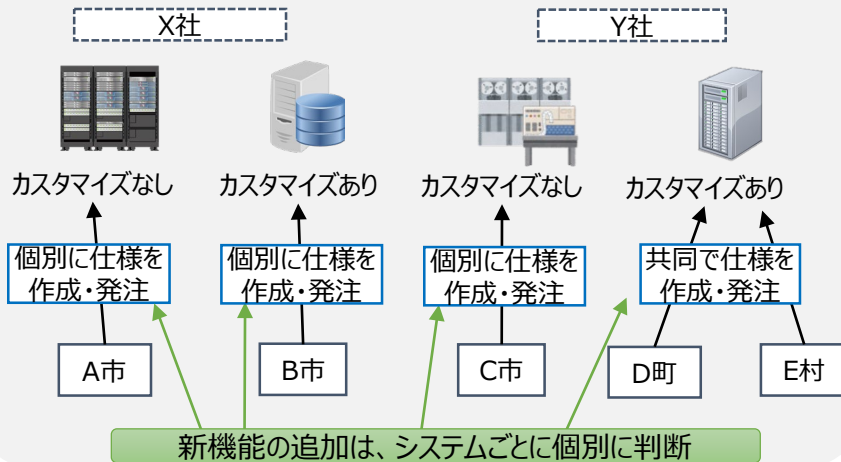 X社
Y社
カスタマイズなし
カスタマイズあり
カスタマイズなし
カスタマイズあり
個別に仕様を
作成・発注
個別に仕様を
作成・発注
個別に仕様を
作成・発注
共同で仕様を
作成・発注
A市
B市
C市
D町
E村
新機能の追加は、システムごとに個別に判断